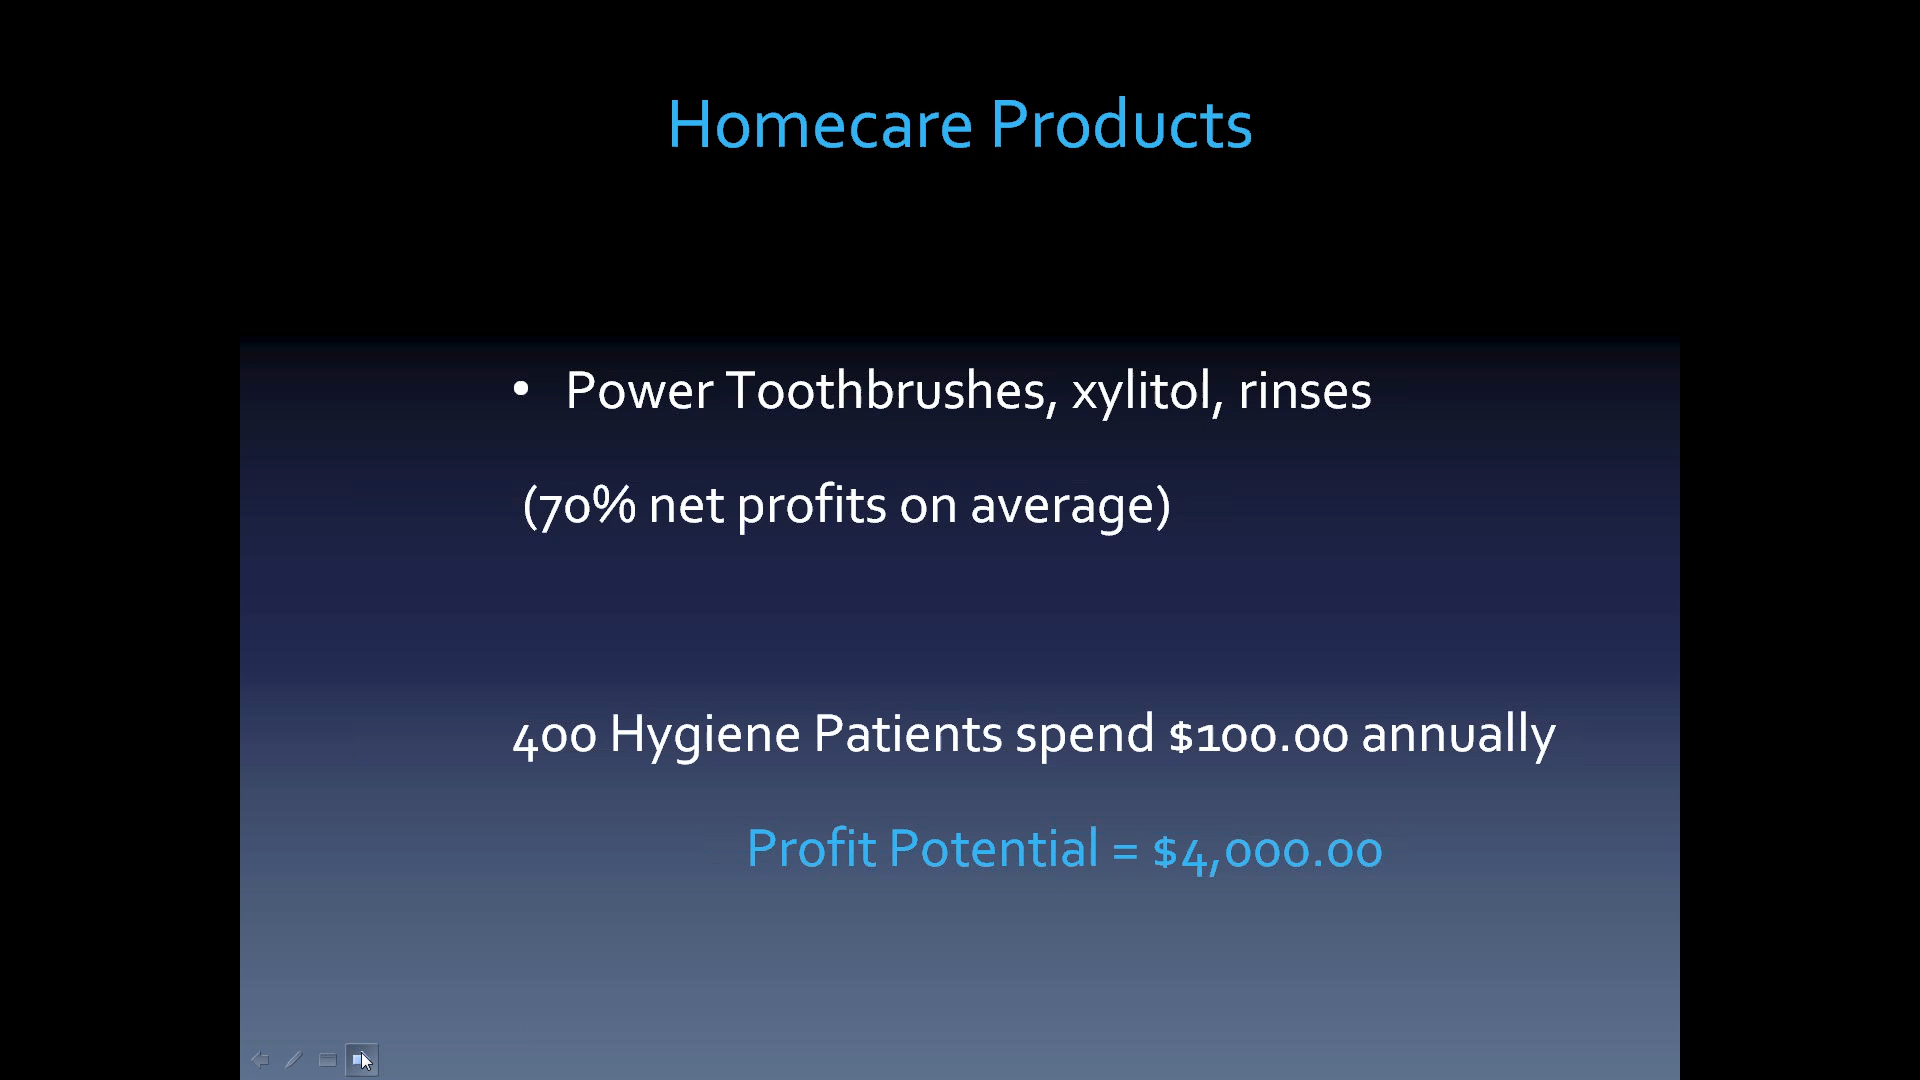 Homecare Products
• Power Toothbrushes, xylitol, rinses
(70% net profits on average)
400 Hygiene Patients spend $100.00 annually
Profit Potential = $4,000.00